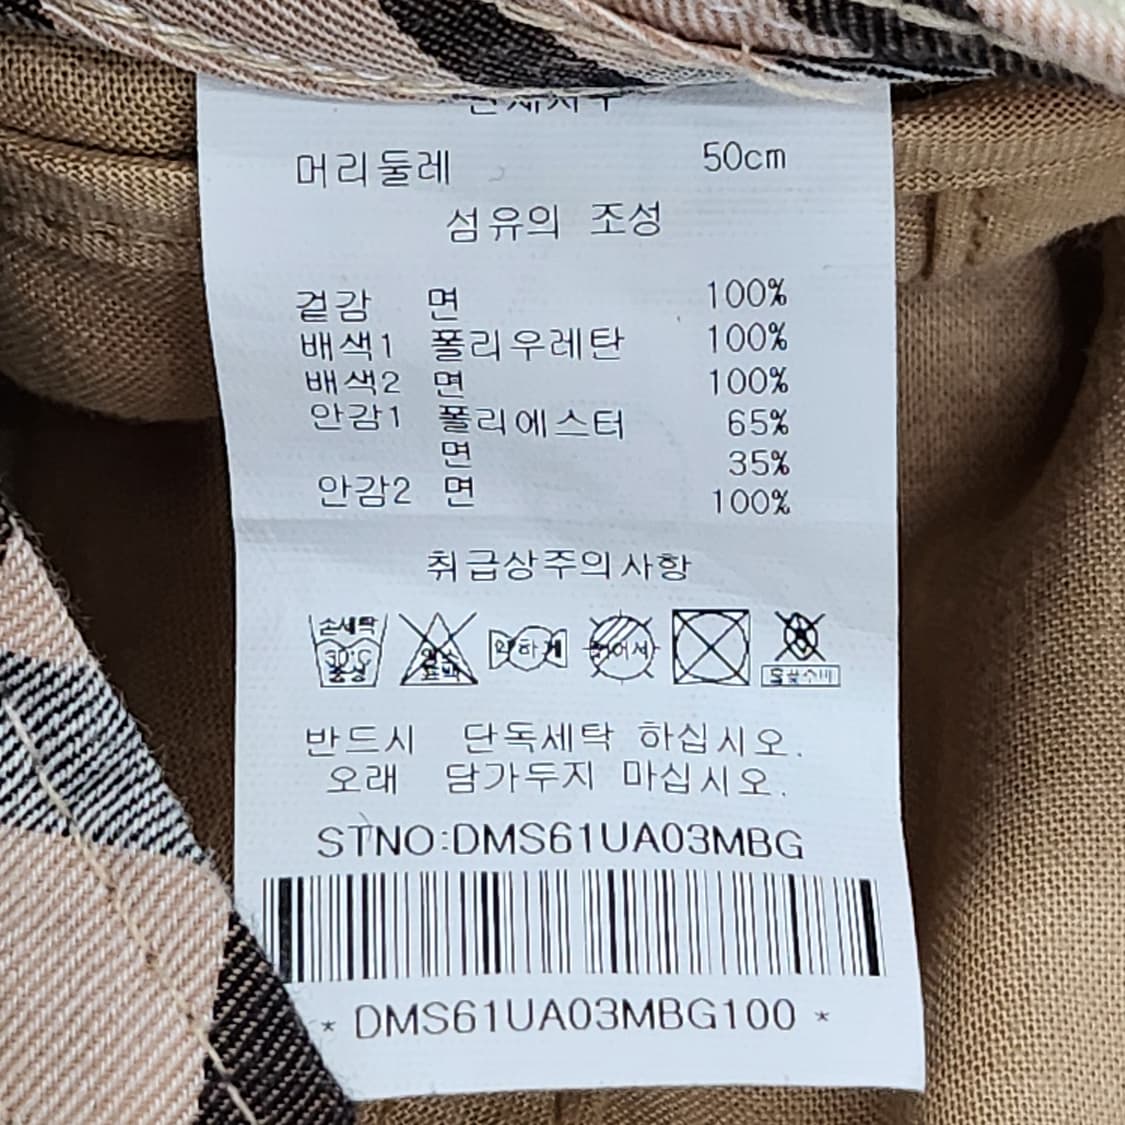 머리둘레 50cm
섬유의 조성
겉감 면 100%
배색1 폴리우레탄 100%
배색2 면 100%
안감1 폴리에스터 65%
면 35%
안감2 면 100%
취급상주의사항
손세탁 약하게
30℃
중성
반드시 단독세탁 하십시오.
오래 담가두지 마십시오.
STNO:DMS61UA03MBG
* DMS61UA03MBG100 *